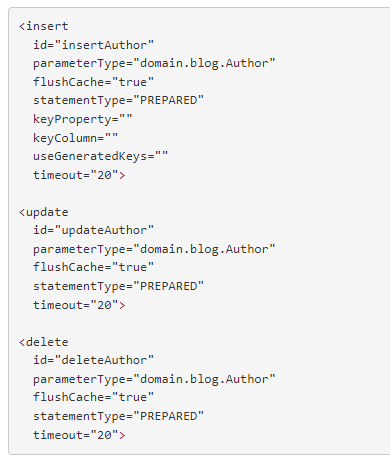 <insert
  id="insertAuthor"
  parameterType="domain.blog.Author"
  flushCache="true"
  statementType="PREPARED"
  keyProperty=""
  keyColumn=""
  useGeneratedKeys=""
  timeout="20">

<update
  id="updateAuthor"
  parameterType="domain.blog.Author"
  flushCache="true"
  statementType="PREPARED"
  timeout="20">

<delete
  id="deleteAuthor"
  parameterType="domain.blog.Author"
  flushCache="true"
  statementType="PREPARED"
  timeout="20">